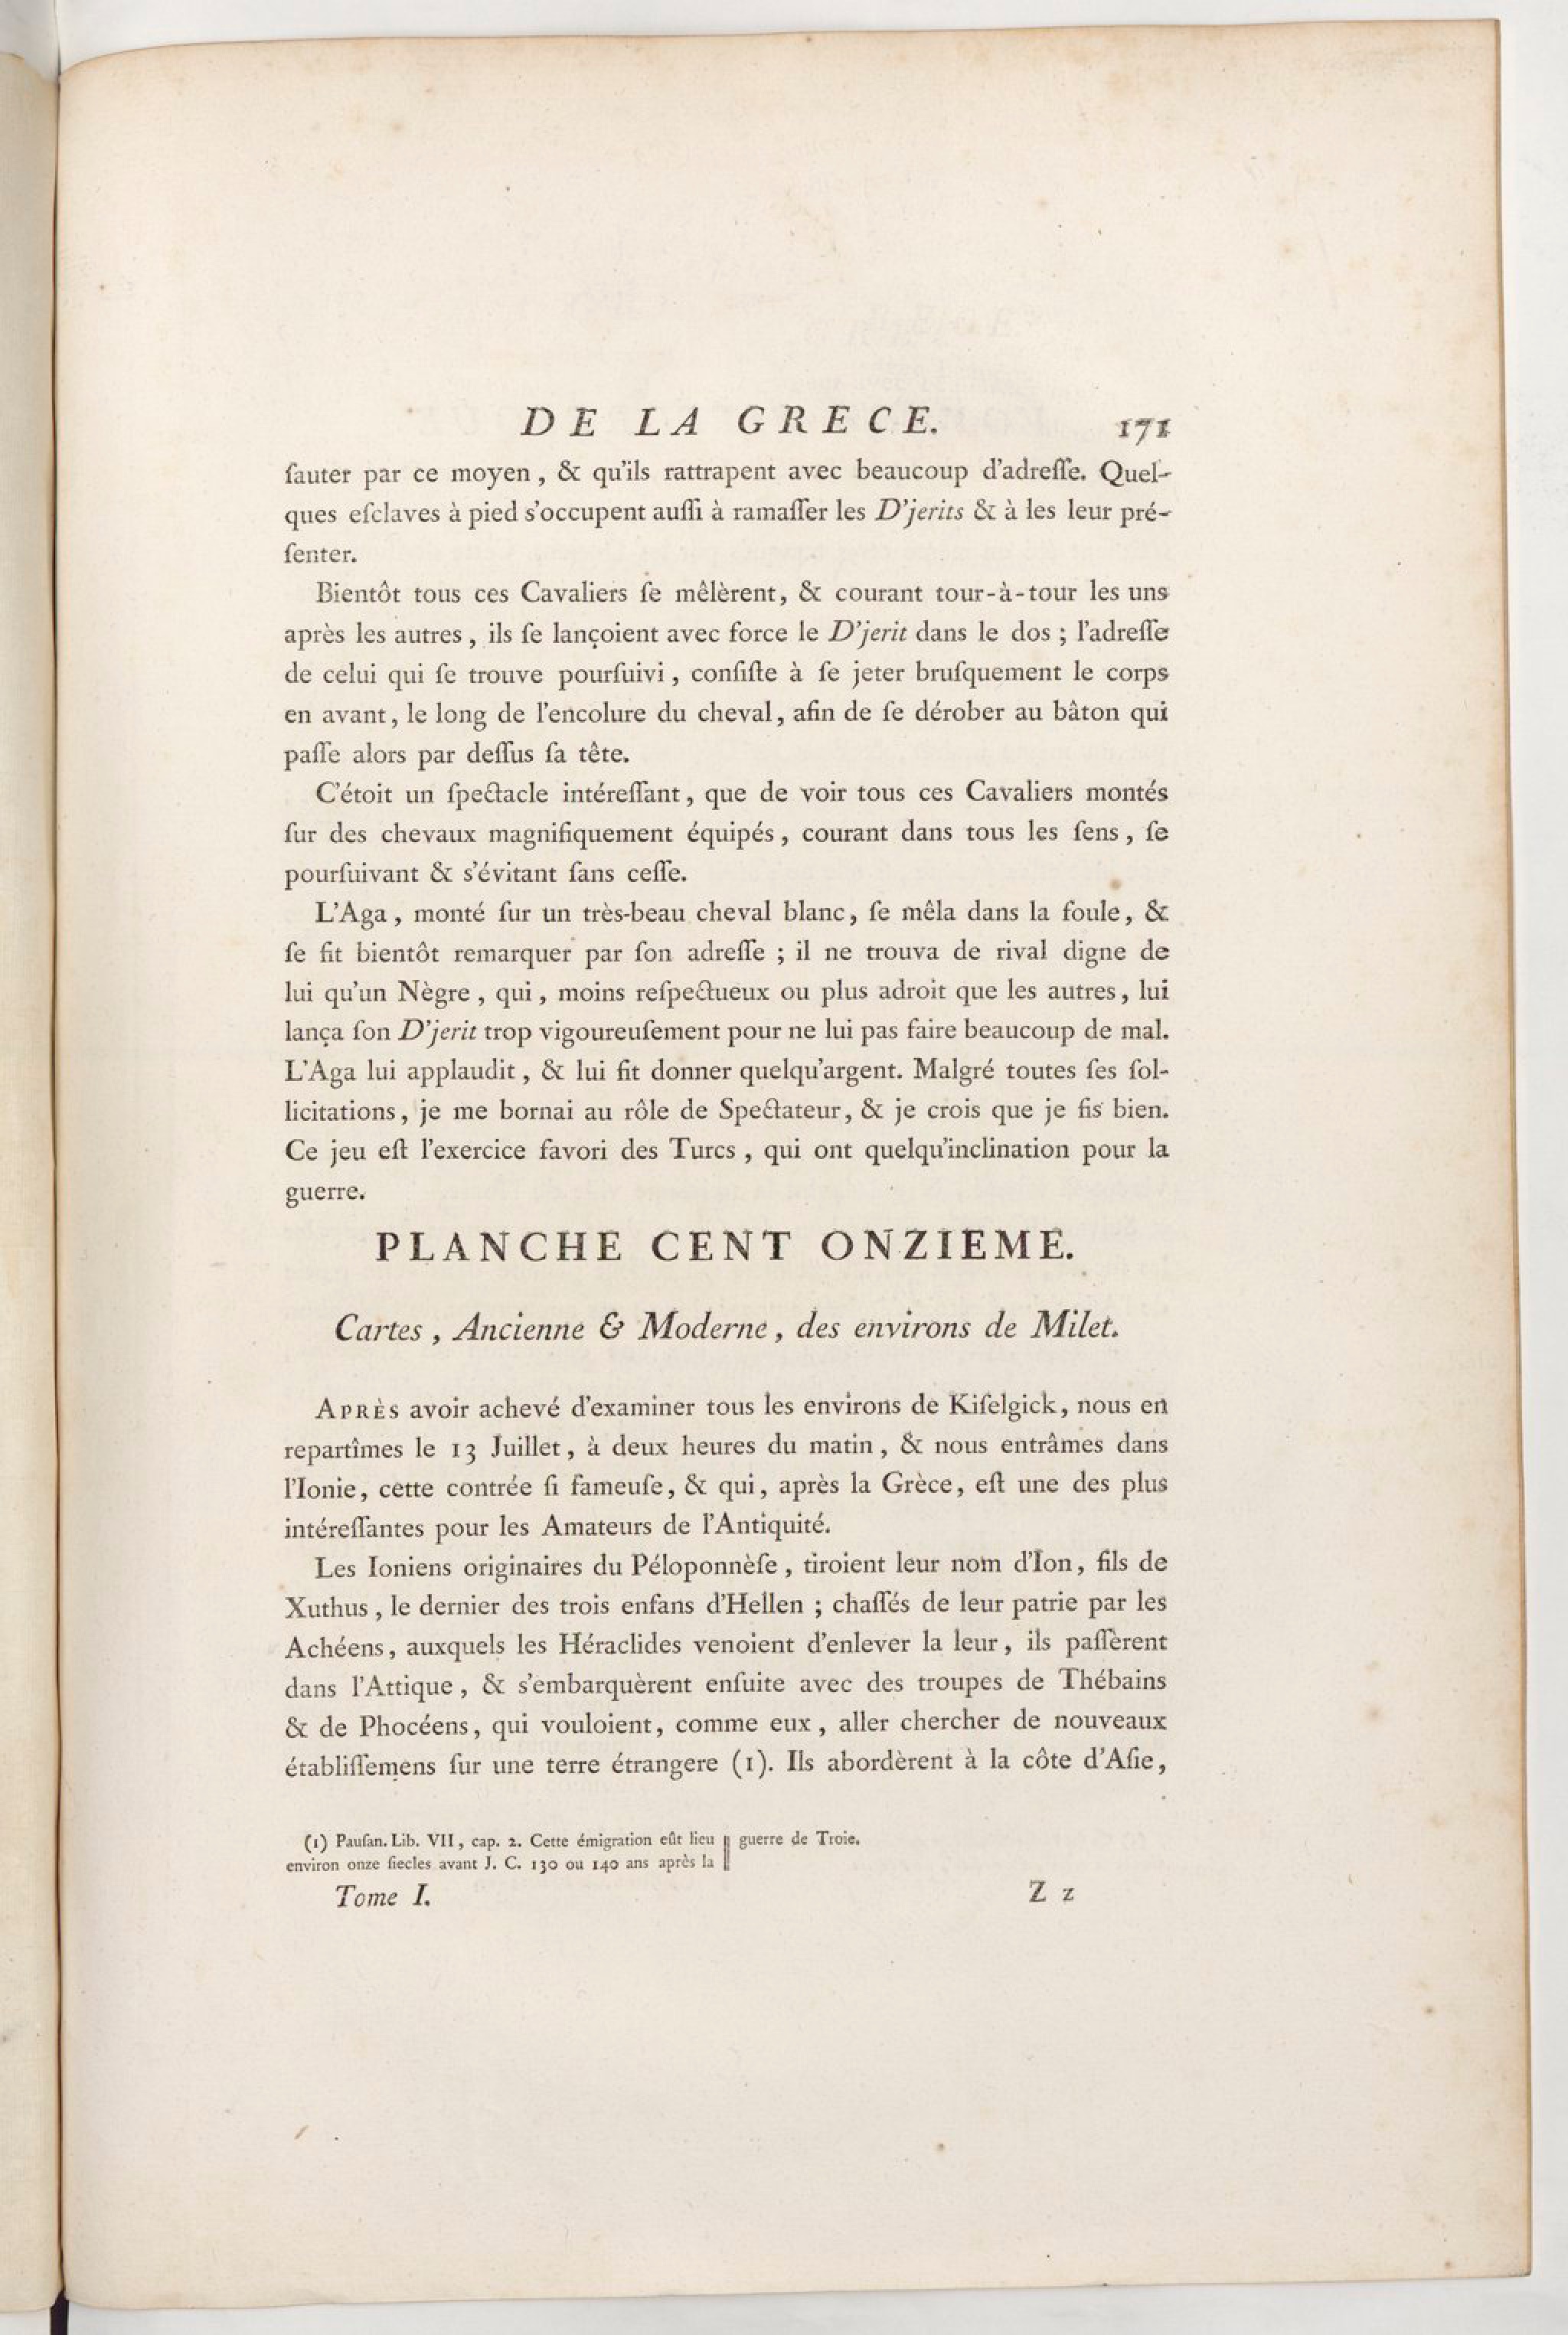 DE LA GRECE. 171
ſauter par ce moyen, & qu'ils rattrapent avec beaucoup d'adreſſe. Quel-
ques eſclaves à pied s'occupent auſſi à ramaſſer les D'jerits & à les leur pré-
ſenter.
Bientôt tous ces Cavaliers ſe mêlèrent, & courant tour-à-tour les uns
après les autres, ils ſe lançoient avec force le D'jerit dans le dos ; l'adreſſe
de celui qui ſe trouve pourſuivi, conſiſte à ſe jeter bruſquement le corps
en avant, le long de l'encolure du cheval, afin de ſe dérober au bâton qui
paſſe alors par deſſus ſa tête.
C'étoit un ſpectacle intéreſſant, que de voir tous ces Cavaliers montés
ſur des chevaux magnifiquement équipés, courant dans tous les ſens, ſe
pourſuivant & s'évitant ſans ceſſe.
L'Aga, monté ſur un très-beau cheval blanc, ſe mêla dans la foule, &
ſe fit bientôt remarquer par ſon adreſſe ; il ne trouva de rival digne de
lui qu'un Nègre, qui, moins reſpectueux ou plus adroit que les autres, lui
lança ſon D'jerit trop vigoureuſement pour ne lui pas faire beaucoup de mal.
L'Aga lui applaudit, & lui fit donner quelqu'argent. Malgré toutes ſes ſol-
licitations, je me bornai au rôle de Spectateur, & je crois que je fis bien.
Ce jeu eſt l'exercice favori des Turcs, qui ont quelqu'inclination pour la
guerre.
PLANCHE CENT ONZIEME.
Cartes, Ancienne & Moderne, des environs de Milet.
APRÈS avoir achevé d'examiner tous les environs de Kiſelgick, nous en
repartîmes le 13 Juillet, à deux heures du matin, & nous entrâmes dans
l'Ionie, cette contrée ſi fameuſe, & qui, après la Grèce, eſt une des plus
intéreſſantes pour les Amateurs de l'Antiquité.
Les Ioniens originaires du Péloponnèſe, tiroient leur nom d'Ion, fils de
Xuthus, le dernier des trois enfans d'Hellen ; chaſſés de leur patrie par les
Achéens, auxquels les Héraclides venoient d'enlever la leur, ils paſſèrent
dans l'Attique, & s'embarquèrent enſuite avec des troupes de Thébains
& de Phocéens, qui vouloient, comme eux, aller chercher de nouveaux
établiſſemens ſur une terre étrangere (1). Ils abordèrent à la côte d'Aſie,
(1) Pauſan. Lib. VII, cap. 2. Cette émigration eût lieu
environ onze ſiecles avant J. C. 130 ou 140 ans après la
guerre de Troie.
Tome I. Z z